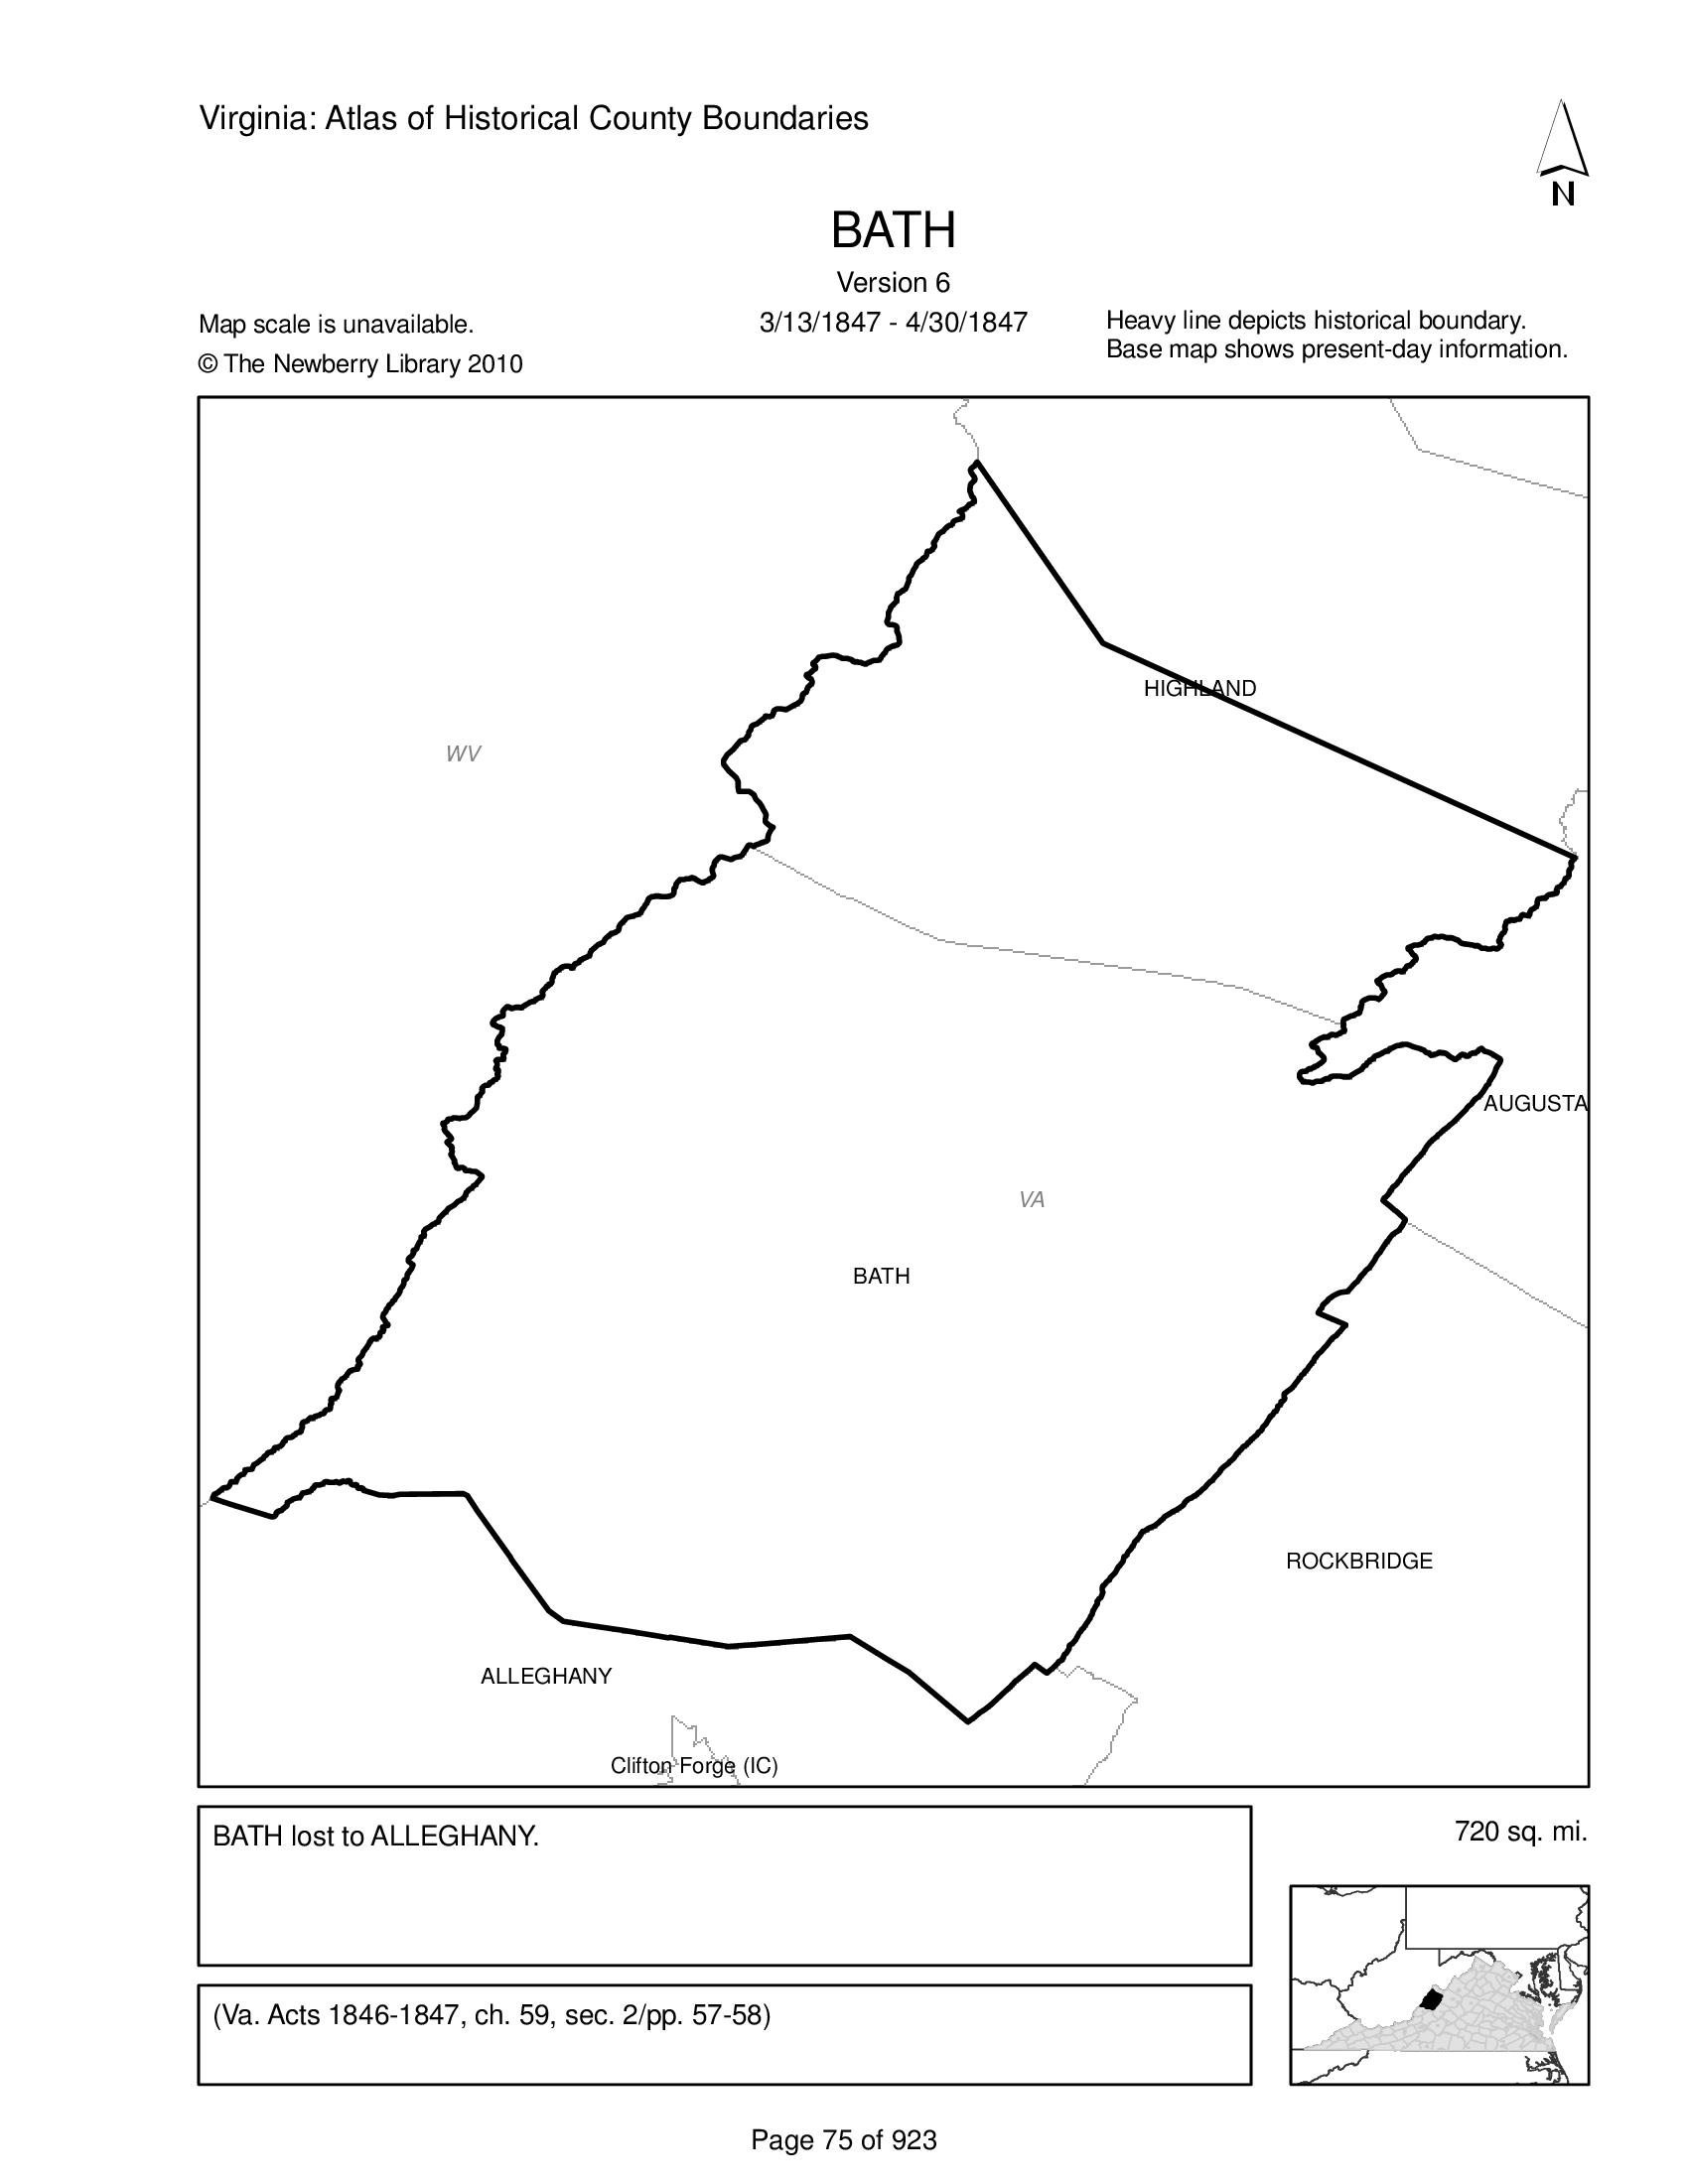 Virginia: Atlas of Historical County Boundaries
N
BATH
Version 6
3/13/1847 - 4/30/1847
Map scale is unavailable.
© The Newberry Library 2010
Heavy line depicts historical boundary.
Base map shows present-day information.
HIGHLAND
WV
AUGUSTA
VA
BATH
ROCKBRIDGE
ALLEGHANY
Clifton Forge (IC)
BATH lost to ALLEGHANY.
720 sq. mi.
(Va. Acts 1846-1847, ch. 59, sec. 2/pp. 57-58)
Page 75 of 923